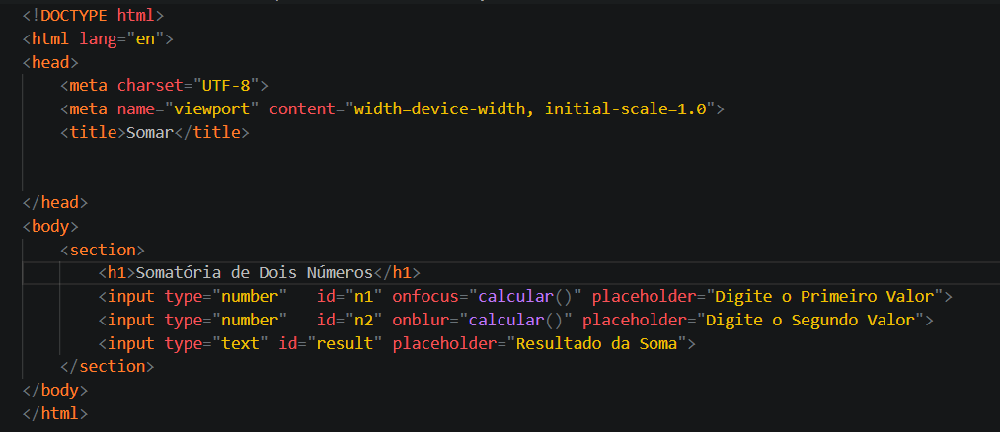 <!DOCTYPE html>
<html lang="en">
<head>
    <meta charset="UTF-8">
    <meta name="viewport" content="width=device-width, initial-scale=1.0">
    <title>Somar</title>
</head>
<body>
    <section>
        <h1>Somatória de Dois Números</h1>
        <input type="number"   id="n1" onfocus="calcular()" placeholder="Digite o Primeiro Valor">
        <input type="number"   id="n2" onblur="calcular()" placeholder="Digite o Segundo Valor">
        <input type="text" id="result" placeholder="Resultado da Soma">
    </section>
</body>
</html>